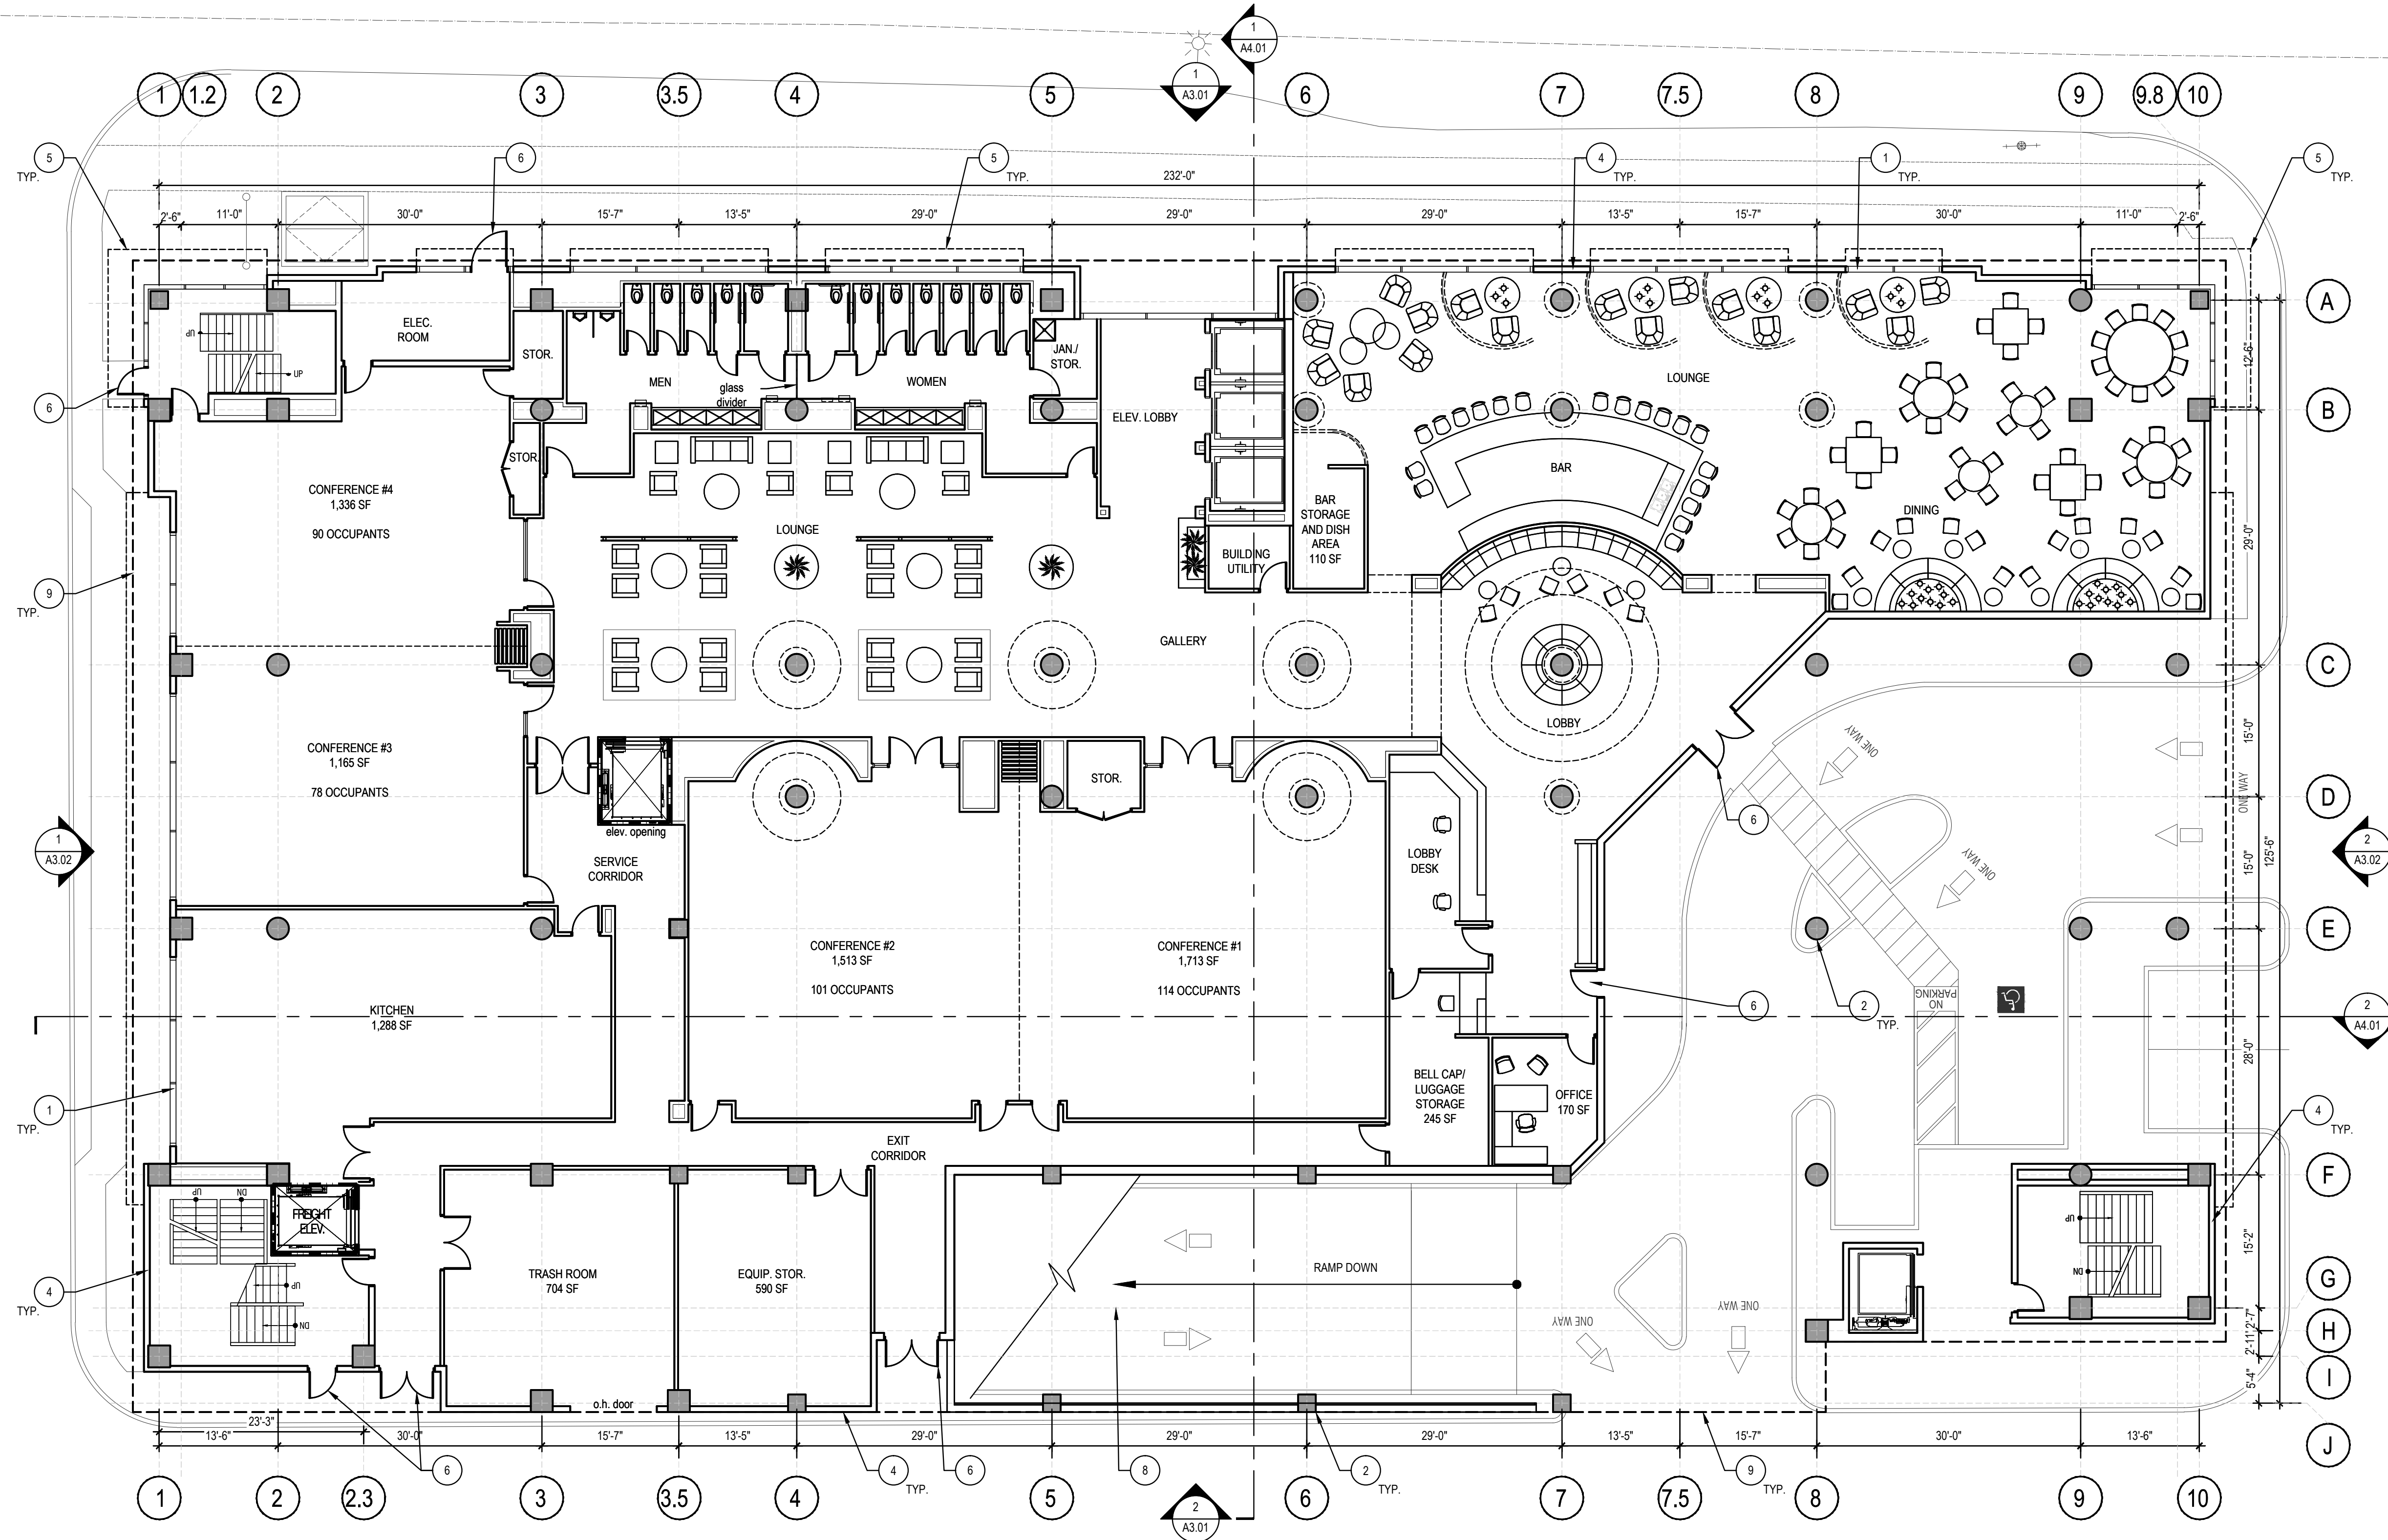 1
A4.01
1
A3.01
1
1.2
2
3
3.5
4
5
6
7
7.5
8
9
9.8
10
5
TYP.
6
5
TYP.
4
TYP.
1
TYP.
5
TYP.
232'-0"
2'-6"
11'-0"
30'-0"
15'-7"
13'-5"
29'-0"
29'-0"
29'-0"
13'-5"
15'-7"
30'-0"
11'-0"
2'-6"
A
B
C
D
E
F
G
H
I
J
12'-6"
29'-0"
15'-0"
15'-0"
125'-6"
28'-0"
15'-2"
2'-7"
2'-11"
5'-4"
UP
UP
6
ELEC.
ROOM
STOR.
MEN
glass
divider
WOMEN
JAN./
STOR.
ELEV. LOBBY
LOUNGE
STOR.
BAR
DINING
CONFERENCE #4
1,336 SF
90 OCCUPANTS
LOUNGE
BUILDING
UTILITY
BAR
STORAGE
AND DISH
AREA
110 SF
9
TYP.
GALLERY
LOBBY
CONFERENCE #3
1,165 SF
78 OCCUPANTS
STOR.
elev. opening
SERVICE
CORRIDOR
LOBBY
DESK
ONE WAY
ONE WAY
ONE WAY
6
1
A3.02
2
A3.02
CONFERENCE #2
1,513 SF
101 OCCUPANTS
CONFERENCE #1
1,713 SF
114 OCCUPANTS
KITCHEN
1,288 SF
6
2
TYP.
NO
PARKING
2
A4.01
1
TYP.
BELL CAP/
LUGGAGE
STORAGE
245 SF
OFFICE
170 SF
4
TYP.
EXIT
CORRIDOR
UP
DN
FREIGHT
ELEV.
UP
DN
4
TYP.
TRASH ROOM
704 SF
EQUIP. STOR.
590 SF
RAMP DOWN
ONE WAY
ONE WAY
UP
DN
o.h. door
23'-3"
13'-6"
30'-0"
15'-7"
13'-5"
29'-0"
29'-0"
29'-0"
13'-5"
15'-7"
30'-0"
13'-6"
6
4
TYP.
6
8
2
TYP.
9
TYP.
1
2
2.3
3
3.5
4
5
6
7
7.5
8
9
10
2
A3.01